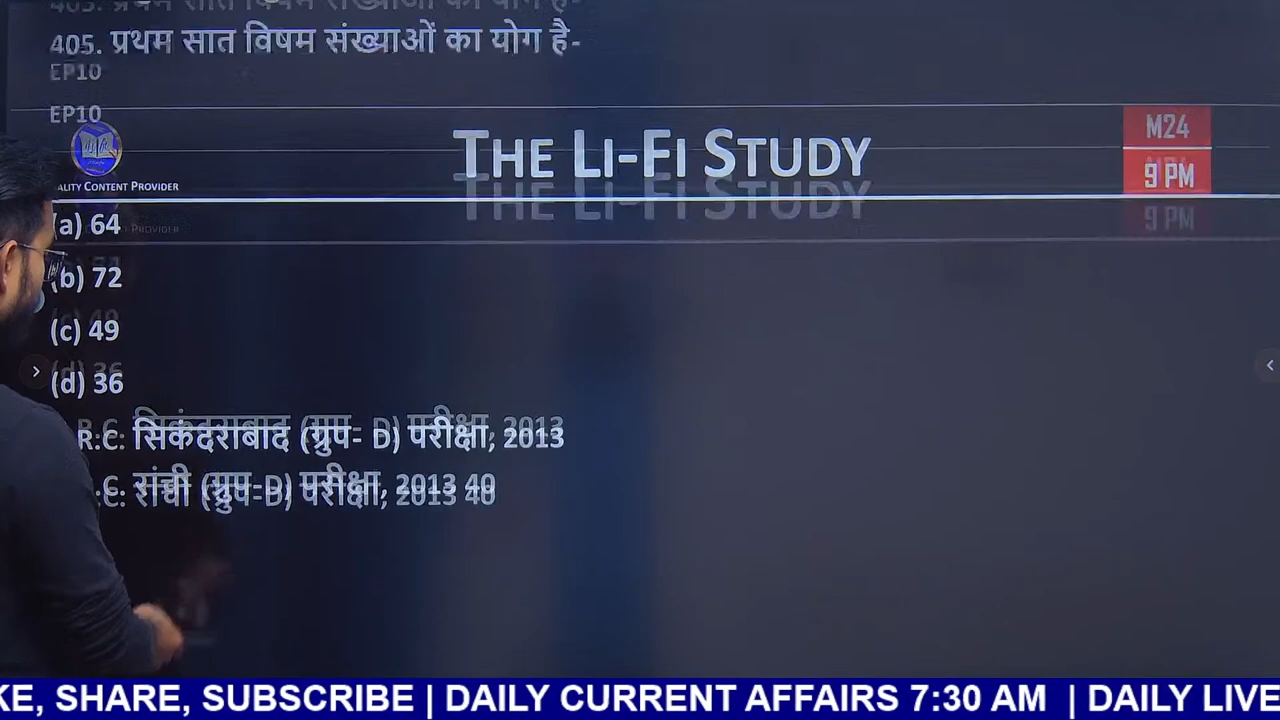 405. प्रथम सात विषम संख्याओं का योग है-
EP10
EP10
THE LI-FI STUDY
M24
9 PM
ALITY CONTENT PROVIDER
(a) 64
(b) 72
(c) 49
(d) 36
R.C. सिकंदराबाद (ग्रुप- D) परीक्षा, 2013
.C. रांची (ग्रुप-D) परीक्षा, 2013 40
KE, SHARE, SUBSCRIBE | DAILY CURRENT AFFAIRS 7:30 AM | DAILY LIVE